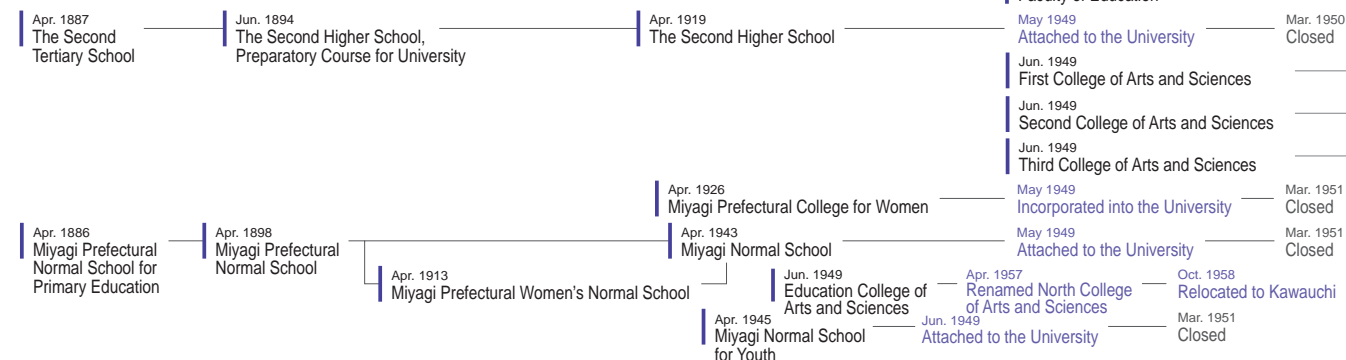 Faculty of Education
Apr. 1887
The Second
Tertiary School
Jun. 1894
The Second Higher School,
Preparatory Course for University
Apr. 1919
The Second Higher School
May 1949
Attached to the University
Mar. 1950
Closed
Jun. 1949
First College of Arts and Sciences
Jun. 1949
Second College of Arts and Sciences
Jun. 1949
Third College of Arts and Sciences
Apr. 1926
Miyagi Prefectural College for Women
May 1949
Incorporated into the University
Mar. 1951
Closed
Apr. 1886
Miyagi Prefectural
Normal School for
Primary Education
Apr. 1898
Miyagi Prefectural
Normal School
Apr. 1943
Miyagi Normal School
May 1949
Attached to the University
Mar. 1951
Closed
Apr. 1913
Miyagi Prefectural Women's Normal School
Jun. 1949
Education College of
Arts and Sciences
Apr. 1957
Renamed North College
of Arts and Sciences
Oct. 1958
Relocated to Kawauchi
Apr. 1945
Miyagi Normal School
for Youth
Jun. 1949
Attached to the University
Mar. 1951
Closed